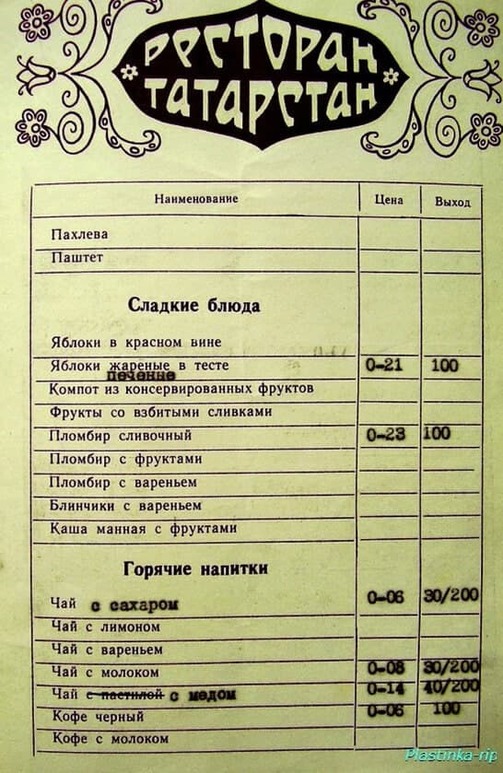 РЕСТОРАН
ТАТАРСТАН
Наименование Цена Выход
Пахлева
Паштет
Сладкие блюда
Яблоки в красном вине
Яблоки жареные в тесте 0-21 100
печеные
Компот из консервированных фруктов
Фрукты со взбитыми сливками
Пломбир сливочный 0-23 100
Пломбир с фруктами
Пломбир с вареньем
Блинчики с вареньем
Каша манная с фруктами
Горячие напитки
Чай с сахаром 0-06 30/200
Чай с лимоном
Чай с вареньем
Чай с молоком 0-08 30/200
Чай с пастилой с медом 0-14 40/200
Кофе черный 0-06 100
Кофе с молоком
Plastinka-rip